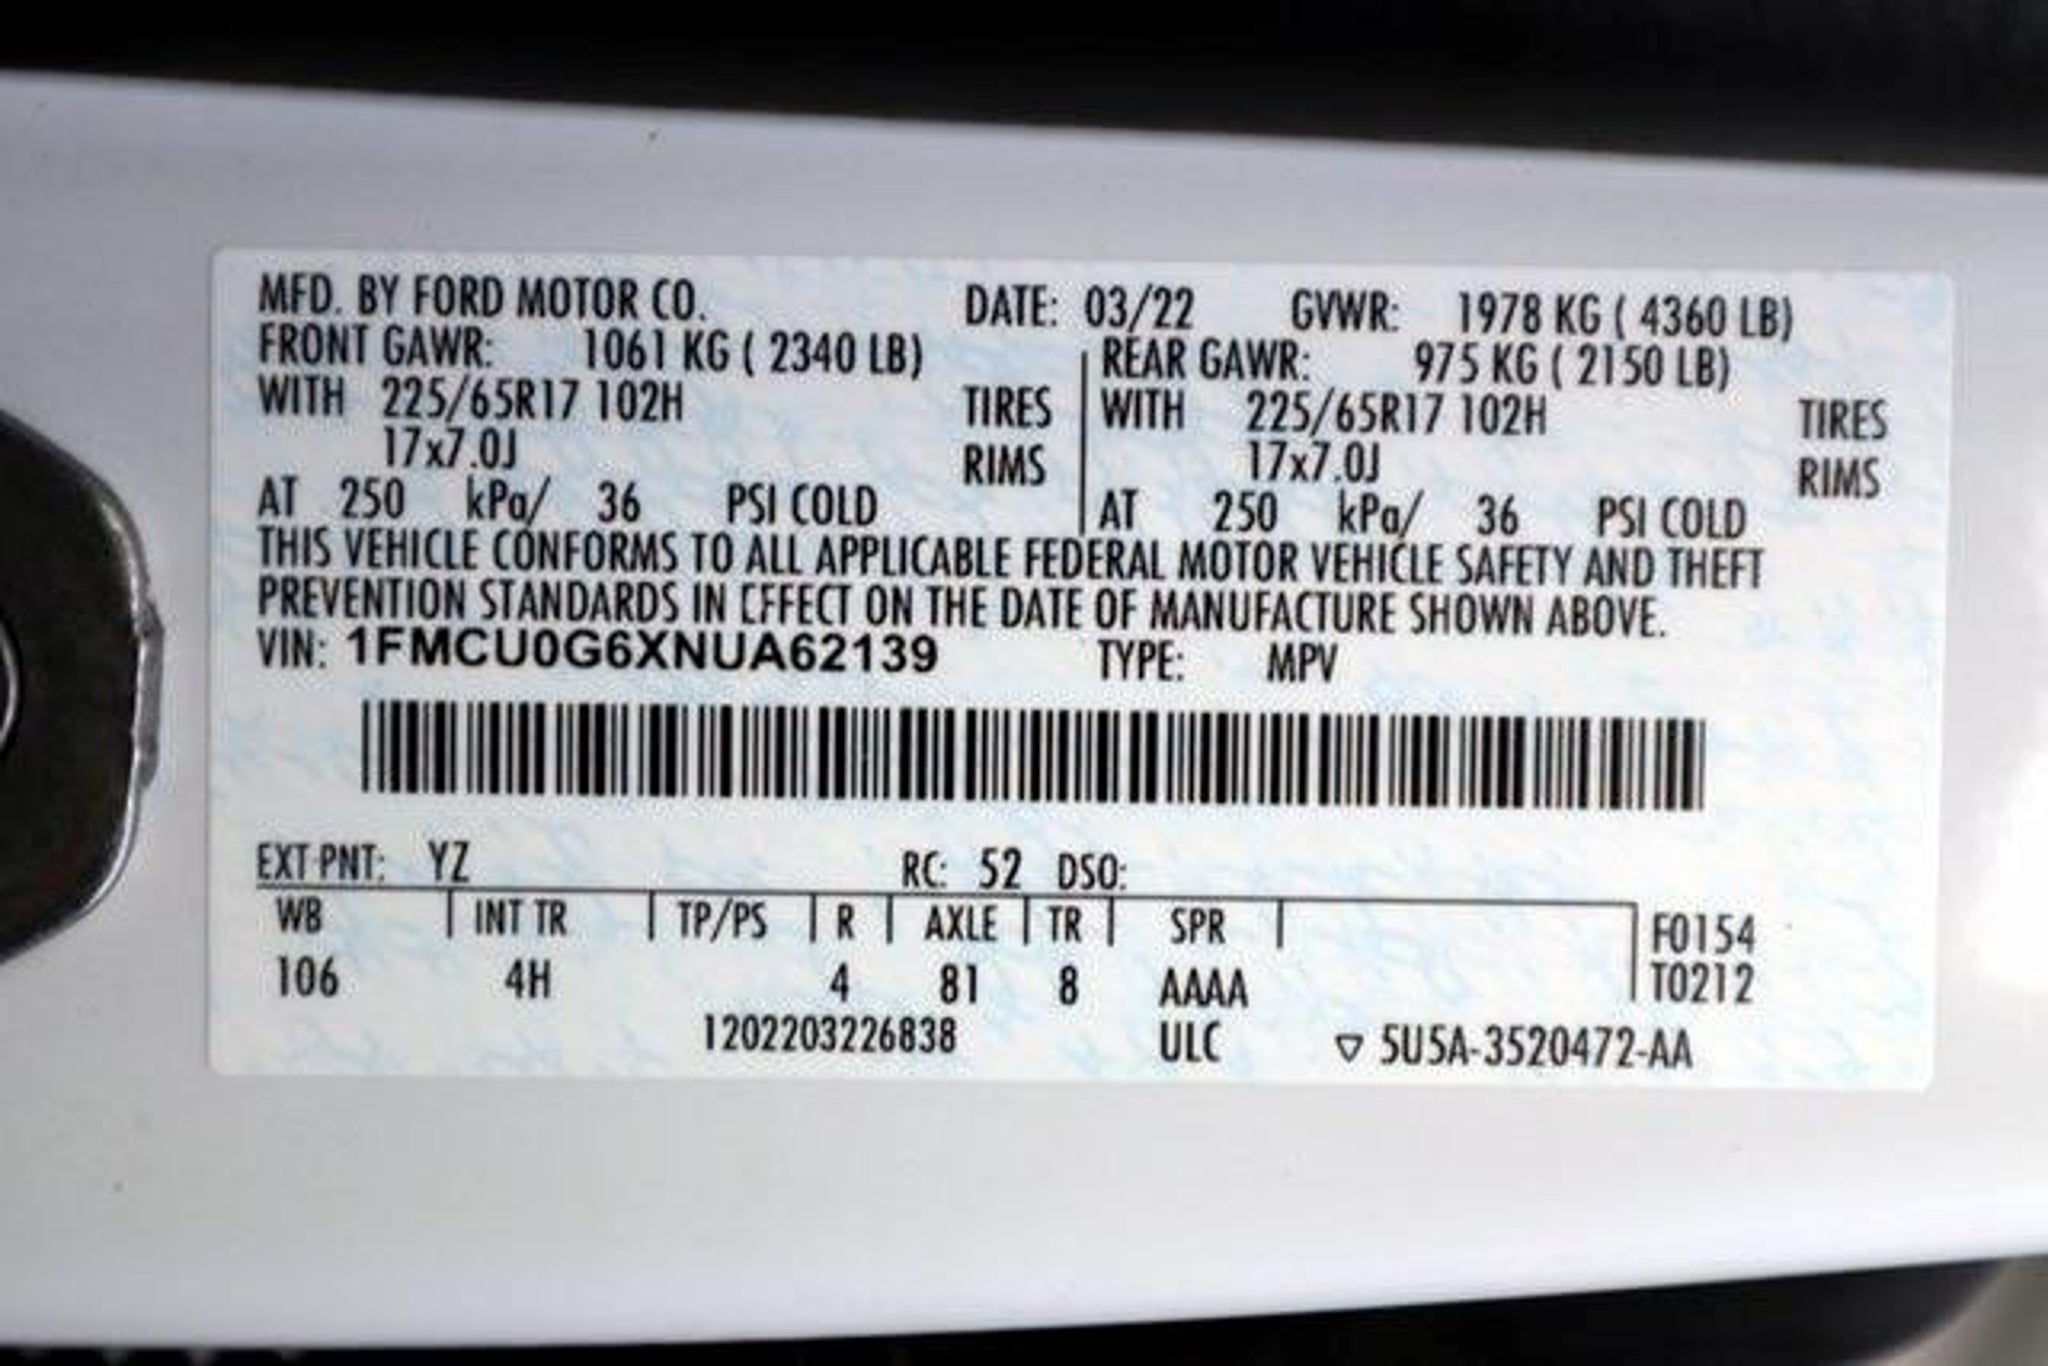 MFD. BY FORD MOTOR CO. DATE: 03/22 GVWR: 1978 KG ( 4360 LB)
FRONT GAWR: 1061 KG ( 2340 LB) REAR GAWR: 975 KG ( 2150 LB)
WITH 225/65R17 102H TIRES WITH 225/65R17 102H TIRES
17x7.0J RIMS 17x7.0J RIMS
AT 250 kPa/ 36 PSI COLD AT 250 kPa/ 36 PSI COLD
THIS VEHICLE CONFORMS TO ALL APPLICABLE FEDERAL MOTOR VEHICLE SAFETY AND THEFT
PREVENTION STANDARDS IN EFFECT ON THE DATE OF MANUFACTURE SHOWN ABOVE.
VIN: 1FMCU0G6XNUA62139 TYPE: MPV
EXT PNT: YZ RC: 52 DSO:
WB INT TR TP/PS R AXLE TR SPR F0154
106 4H 4 81 8 AAAA T0212
1202203226838 ULC ▽ 5U5A-3520472-AA